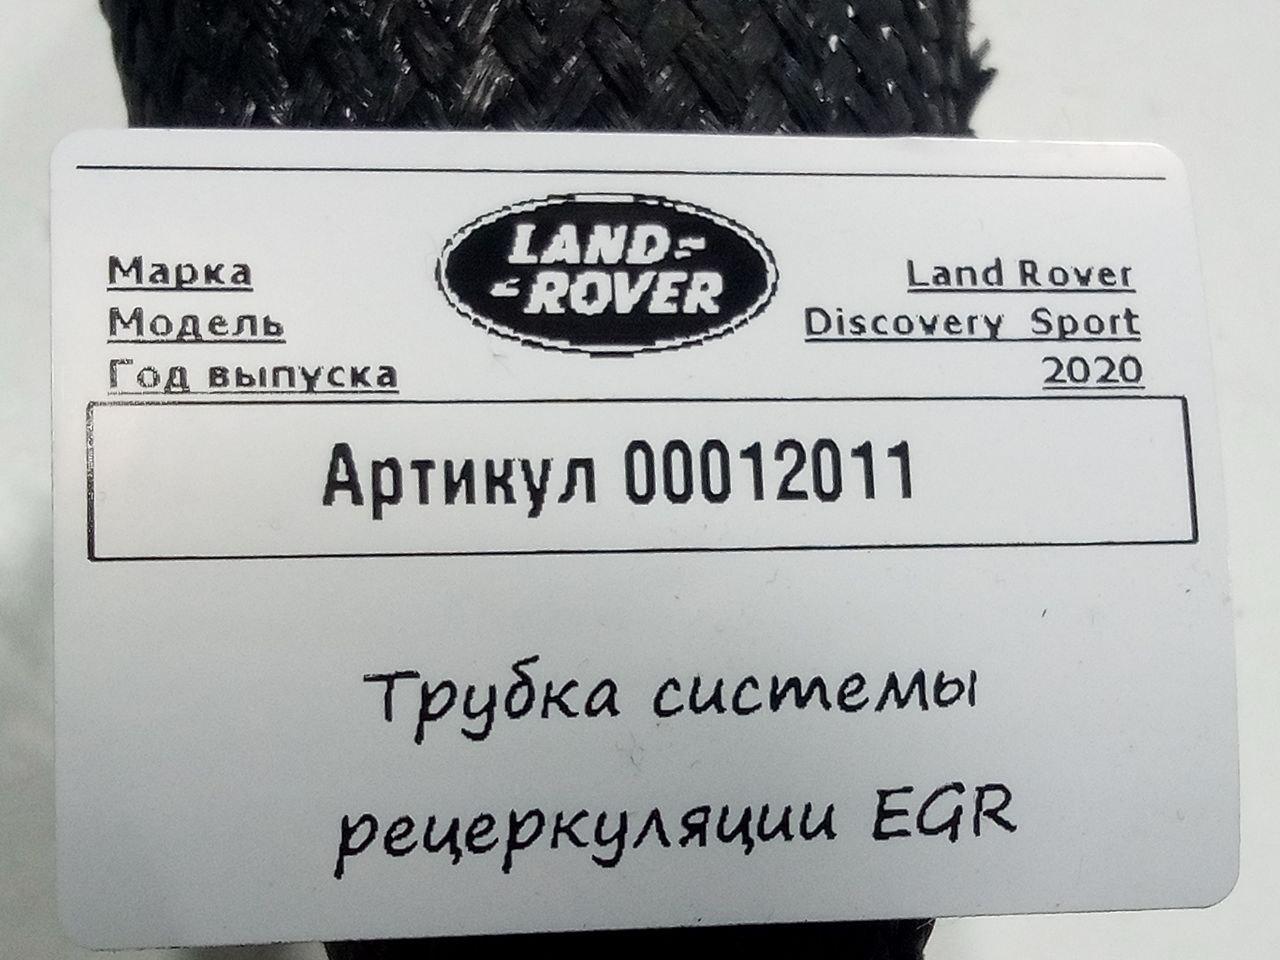 LAND-
ROVER
Марка Land Rover
Модель Discovery Sport
Год выпуска 2020
Артикул 00012011
Трубка системы
рецеркуляции EGR